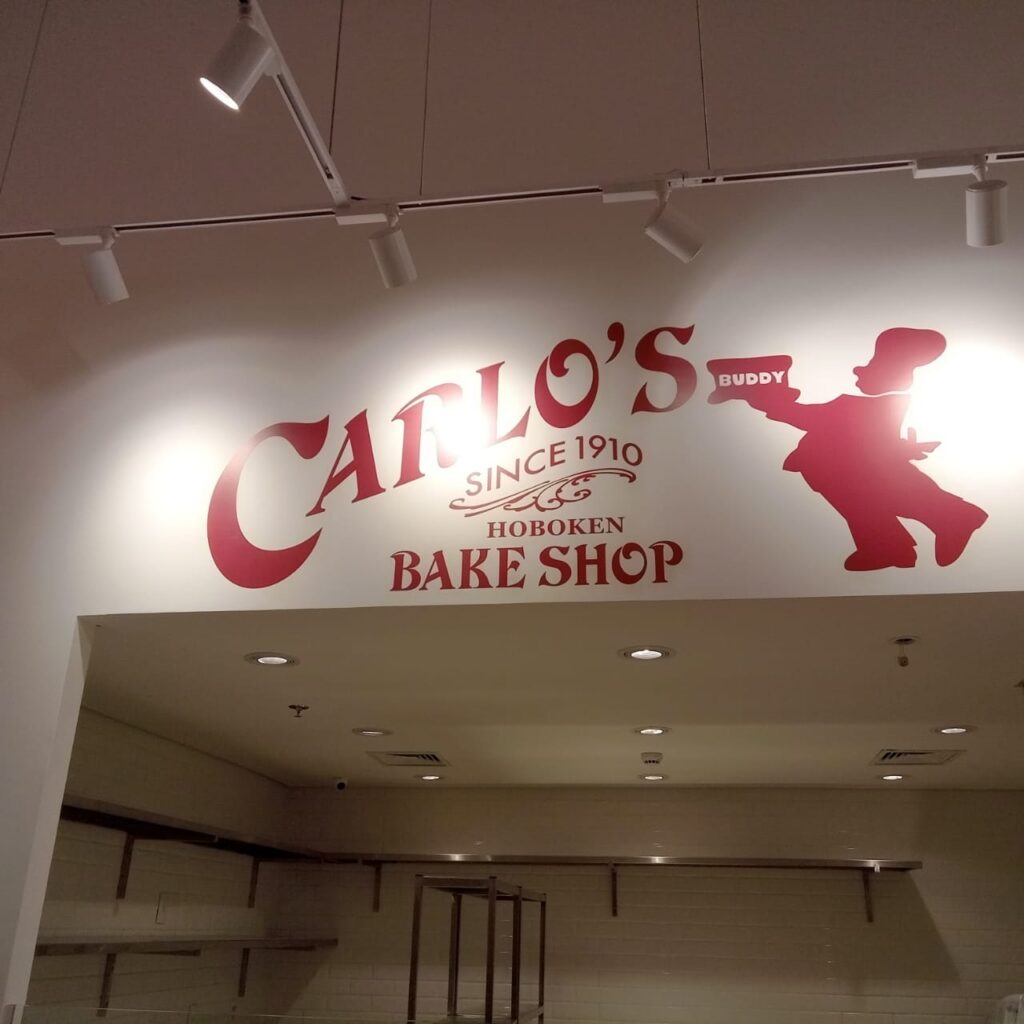 CARLO'S
BUDDY
SINCE 1910
HOBOKEN
BAKE SHOP